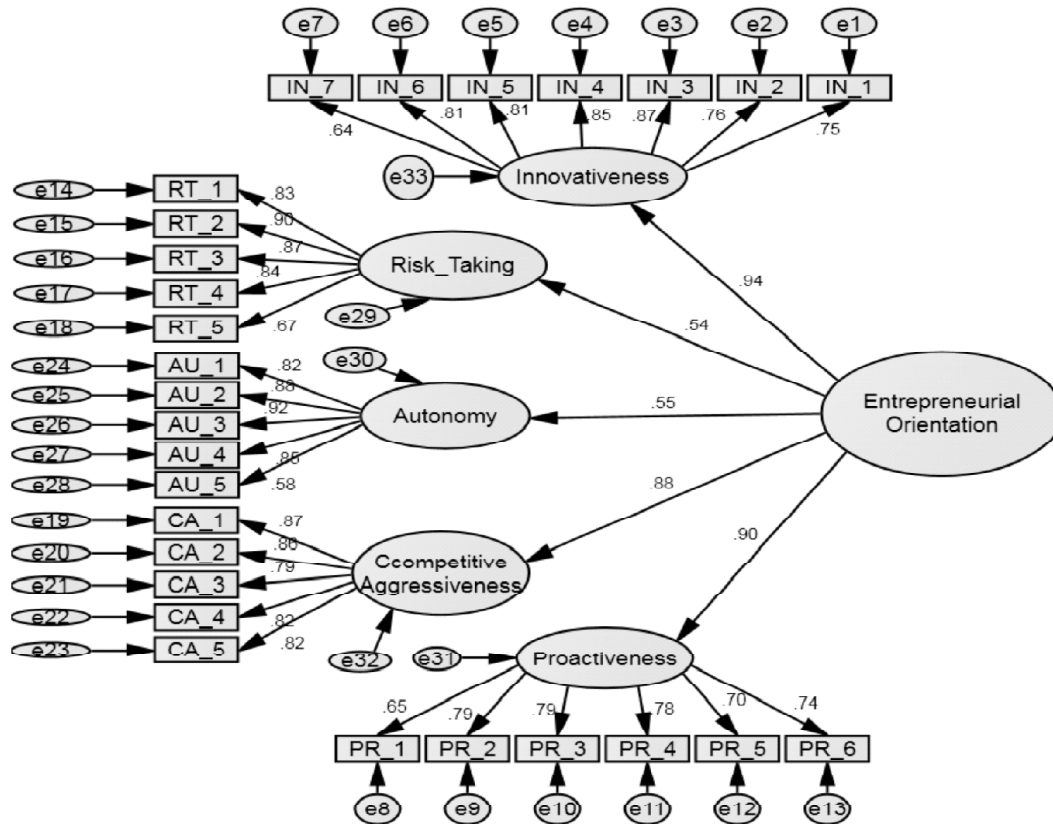 e7 e6 e5 e4 e3 e2 e1
IN_7 IN_6 IN_5 IN_4 IN_3 IN_2 IN_1
.64 .81 .81 .85 .87 .76 .75
e33 Innovativeness
e14 RT_1 .83
e15 RT_2 .90
e16 RT_3 .87
e17 RT_4 .84
e18 RT_5 .67
Risk_Taking
e29
.94
.54
e30
e24 AU_1 .82
e25 AU_2 .88
e26 AU_3 .92
e27 AU_4 .85
e28 AU_5 .58
Autonomy
.55
Entrepreneurial
Orientation
e19 CA_1 .87
e20 CA_2 .86
e21 CA_3 .79
e22 CA_4 .82
e23 CA_5 .82
Ccompetitive
Aggressiveness
.88
.90
e32 e31 Proactiveness
.65 .79 .79 .78 .70 .74
PR_1 PR_2 PR_3 PR_4 PR_5 PR_6
e8 e9 e10 e11 e12 e13